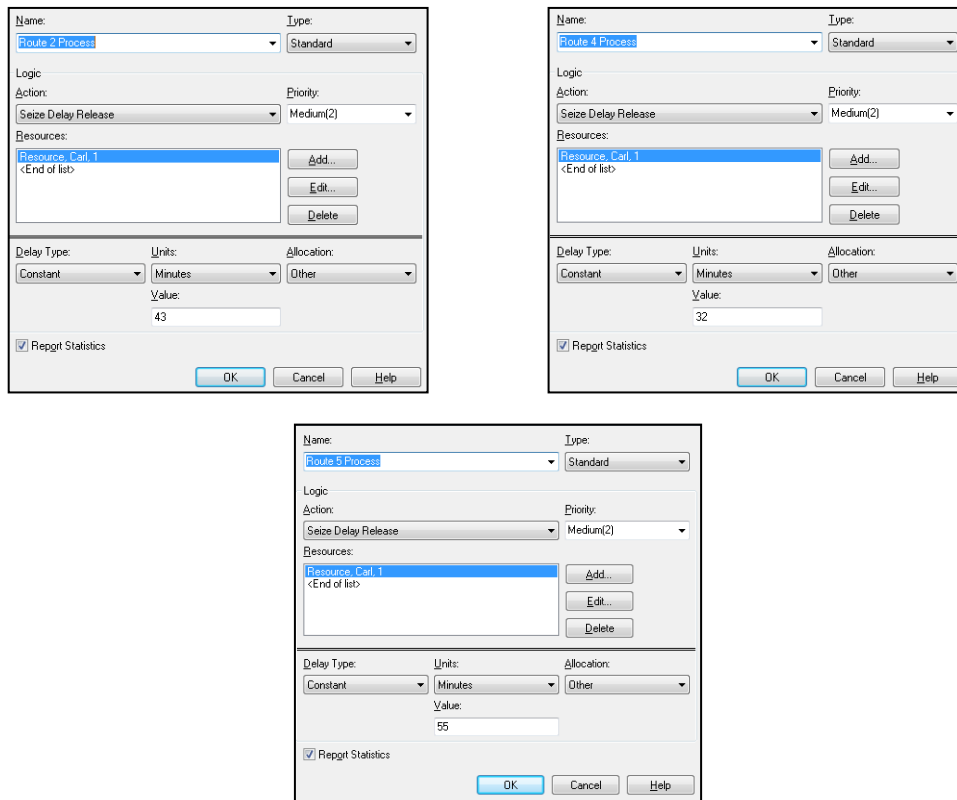 Name: Type:
Route 2 Process Standard
Logic
Action: Priority:
Seize Delay Release Medium(2)
Resources:
Resource, Carl, 1
<End of list>
Add...
Edit...
Delete
Delay Type: Units: Allocation:
Constant Minutes Other
Value:
43
Report Statistics
OK Cancel Help
Name: Type:
Route 4 Process Standard
Logic
Action: Priority:
Seize Delay Release Medium(2)
Resources:
Resource, Carl, 1
<End of list>
Add...
Edit...
Delete
Delay Type: Units: Allocation:
Constant Minutes Other
Value:
32
Report Statistics
OK Cancel Help
Name: Type:
Route 5 Process Standard
Logic
Action: Priority:
Seize Delay Release Medium(2)
Resources:
Resource, Carl, 1
<End of list>
Add...
Edit...
Delete
Delay Type: Units: Allocation:
Constant Minutes Other
Value:
55
Report Statistics
OK Cancel Help